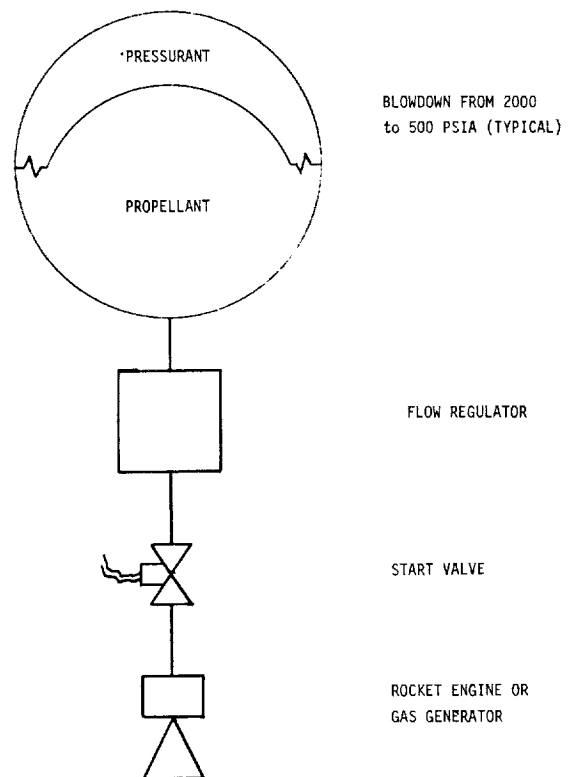 PRESSURANT
BLOWDOWN FROM 2000
to 500 PSIA (TYPICAL)
PROPELLANT
FLOW REGULATOR
START VALVE
ROCKET ENGINE OR
GAS GENERATOR